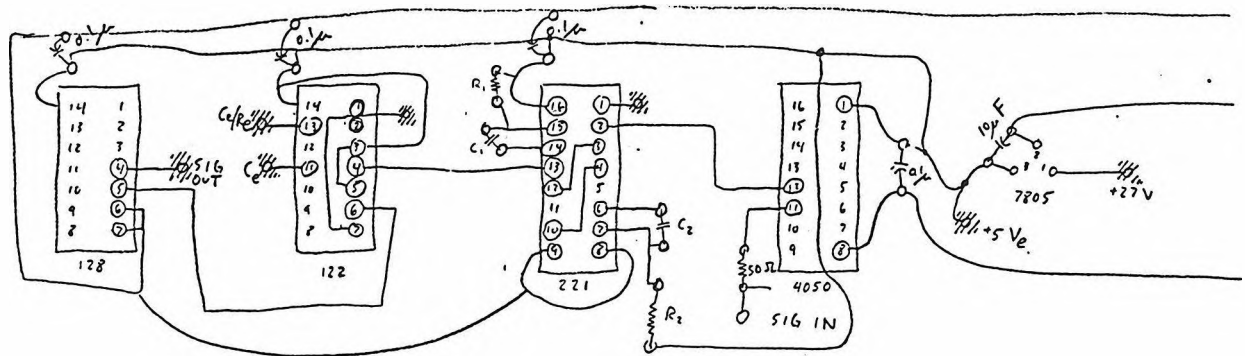 0.1µ
0.1µ
0.1µ
14 1
13 2
12 3
11 4
10 5
9 6
8 7
128
SIG
OUT
Ce/Re
Ce
14 1
13 2
12 3
11 4
10 5
9 6
8 7
122
R1
C1
16 1
15 2
14 3
13 4
12 5
11 6
10 7
9 8
221
C2
R2
16 1
15 2
14 3
13 4
12 5
11 6
10 7
9 8
4050
50 Ω
SIG IN
.1µ
10µF
3 2 1
7805
+27V
+5 Ve